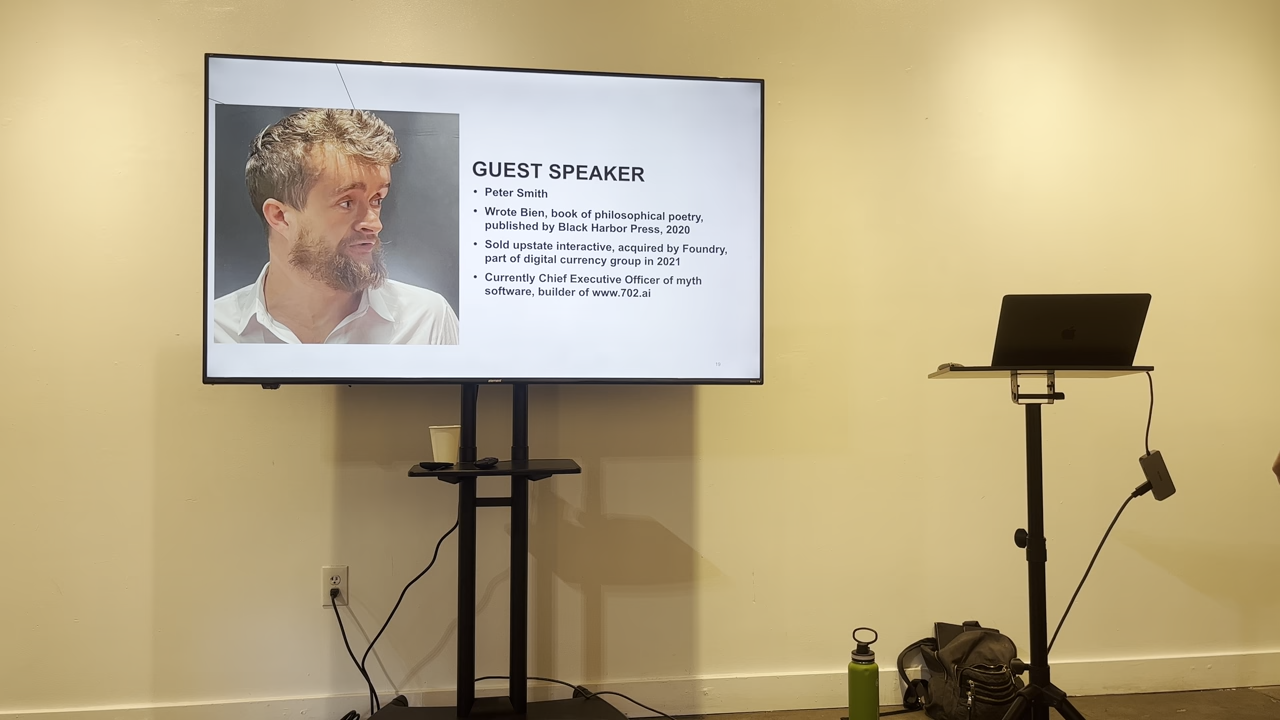 GUEST SPEAKER
• Peter Smith
• Wrote Bien, book of philosophical poetry,
published by Black Harbor Press, 2020
• Sold upstate interactive, acquired by Foundry,
part of digital currency group in 2021
• Currently Chief Executive Officer of myth
software, builder of www.702.ai